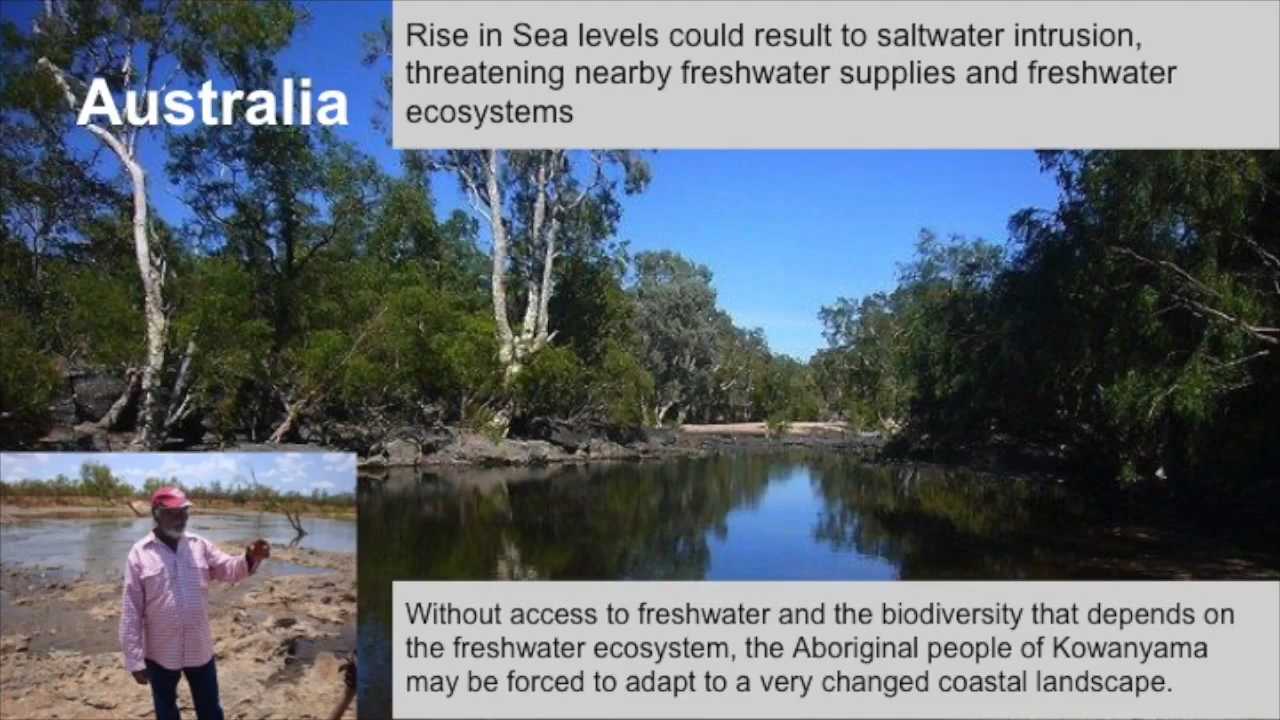 Australia
Rise in Sea levels could result to saltwater intrusion,
threatening nearby freshwater supplies and freshwater
ecosystems
Without access to freshwater and the biodiversity that depends on
the freshwater ecosystem, the Aboriginal people of Kowanyama
may be forced to adapt to a very changed coastal landscape.